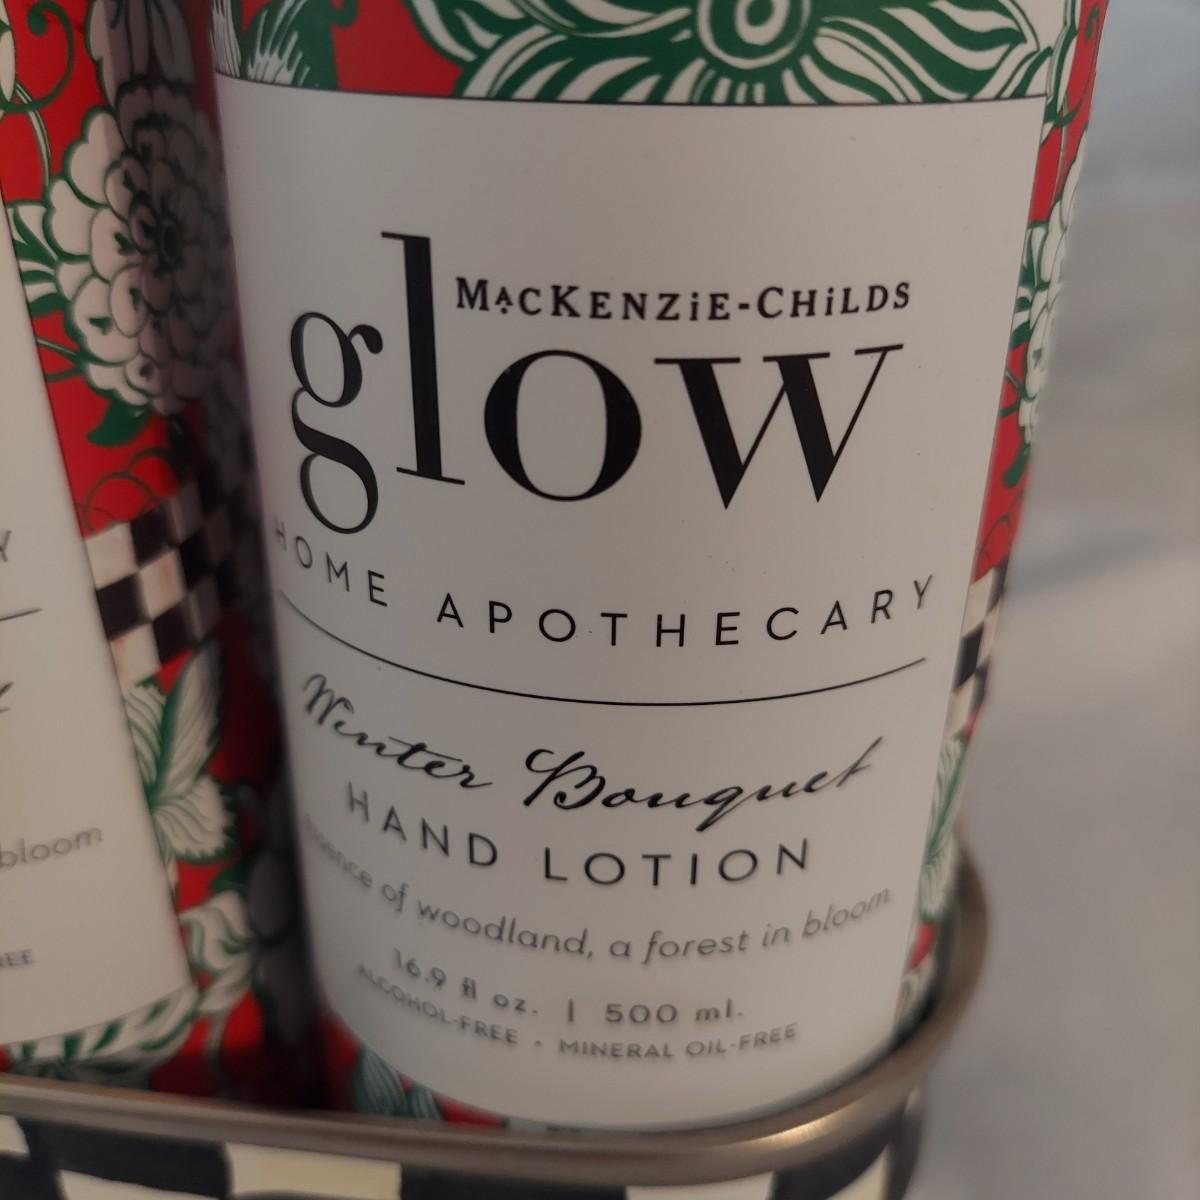 MACKENZiE-CHiLDS
glow
HOME APOTHECARY
Winter Bouquet
HAND LOTION
of woodland, a forest in bloom
16.9 fl oz. | 500 ml.
ALCOHOL-FREE • MINERAL OIL-FREE
bloom